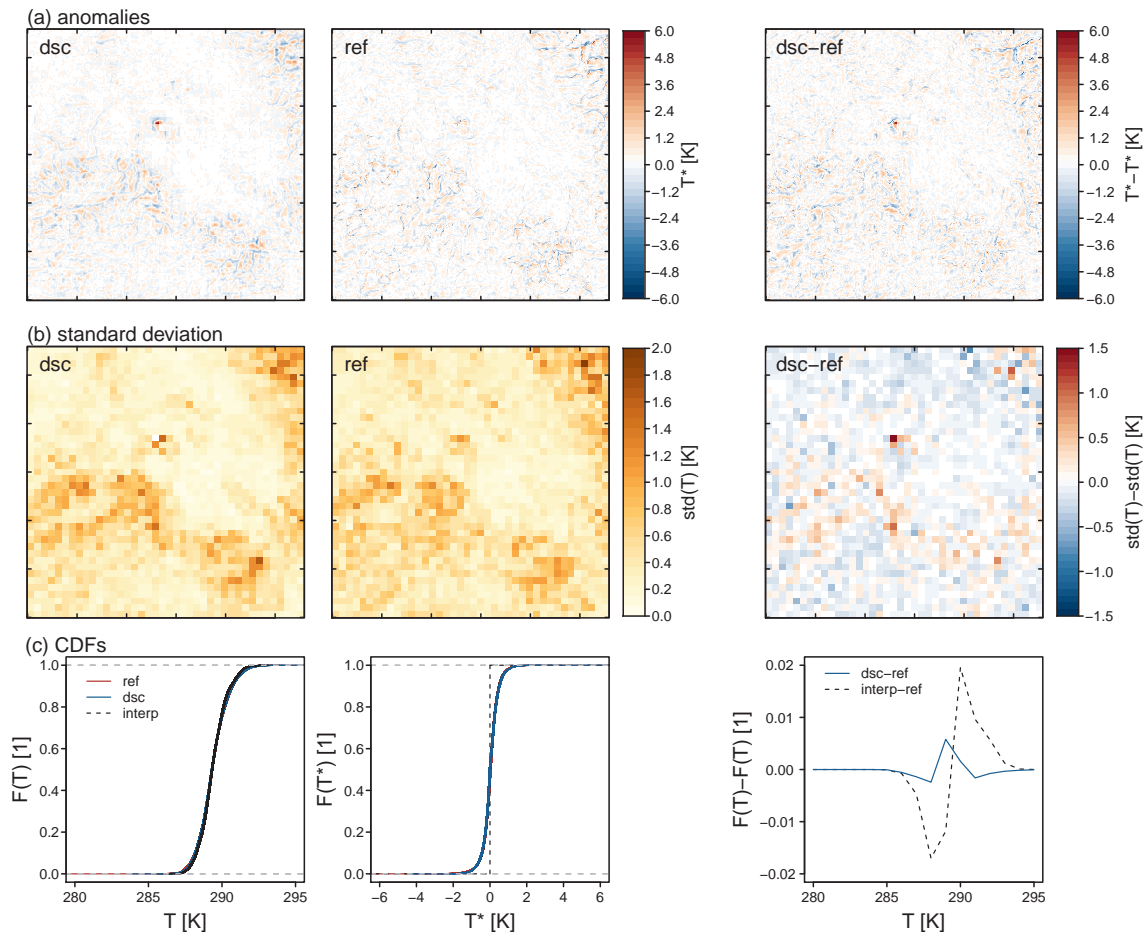 (a) anomalies
dsc
ref
dsc−ref
6.0
4.8
3.6
2.4
1.2
0.0
−1.2
−2.4
−3.6
−4.8
−6.0
T* [K]
6.0
4.8
3.6
2.4
1.2
0.0
−1.2
−2.4
−3.6
−4.8
−6.0
T*−T* [K]
(b) standard deviation
dsc
ref
dsc−ref
2.0
1.8
1.6
1.4
1.2
1.0
0.8
0.6
0.4
0.2
0.0
std(T) [K]
1.5
1.0
0.5
0.0
−0.5
−1.0
−1.5
std(T)−std(T) [K]
(c) CDFs
F(T) [1]
1.0
0.8
0.6
0.4
0.2
0.0
ref
dsc
interp
280 285 290 295
T [K]
F(T*) [1]
1.0
0.8
0.6
0.4
0.2
0.0
−6 −4 −2 0 2 4 6
T* [K]
F(T)−F(T) [1]
0.02
0.01
0.00
−0.01
−0.02
dsc−ref
interp−ref
280 285 290 295
T [K]